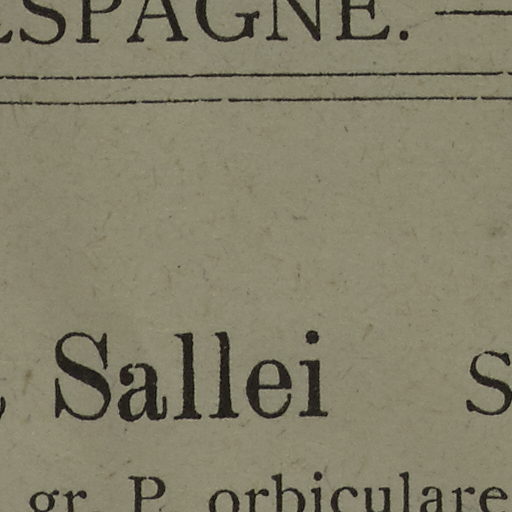 ESPAGNE. —
Sallei S
gr. P. orbiculare